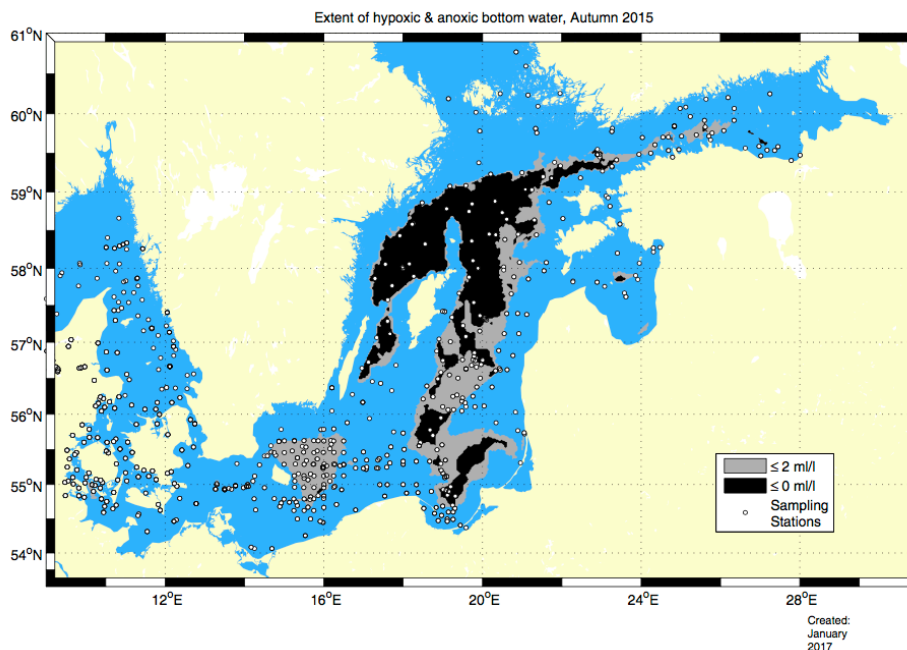 Extent of hypoxic & anoxic bottom water, Autumn 2015
61°N
60°N
59°N
58°N
57°N
56°N
55°N
54°N
≤ 2 ml/l
≤ 0 ml/l
Sampling
Stations
12°E
16°E
20°E
24°E
28°E
Created:
January
2017